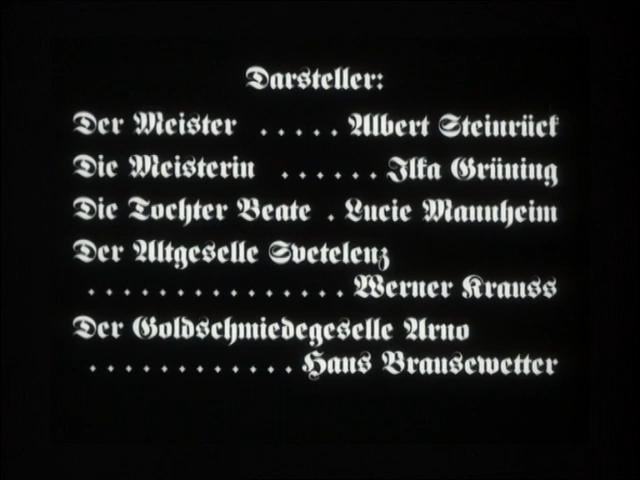 Darsteller:
Der Meister ..... Albert Steinrück
Die Meisterin ...... Ilka Grüning
Die Tochter Beate . Lucie Mannheim
Der Altgeselle Svetelenz
............... Werner Krauss
Der Goldschmiedegeselle Arno
............ Hans Brausewetter